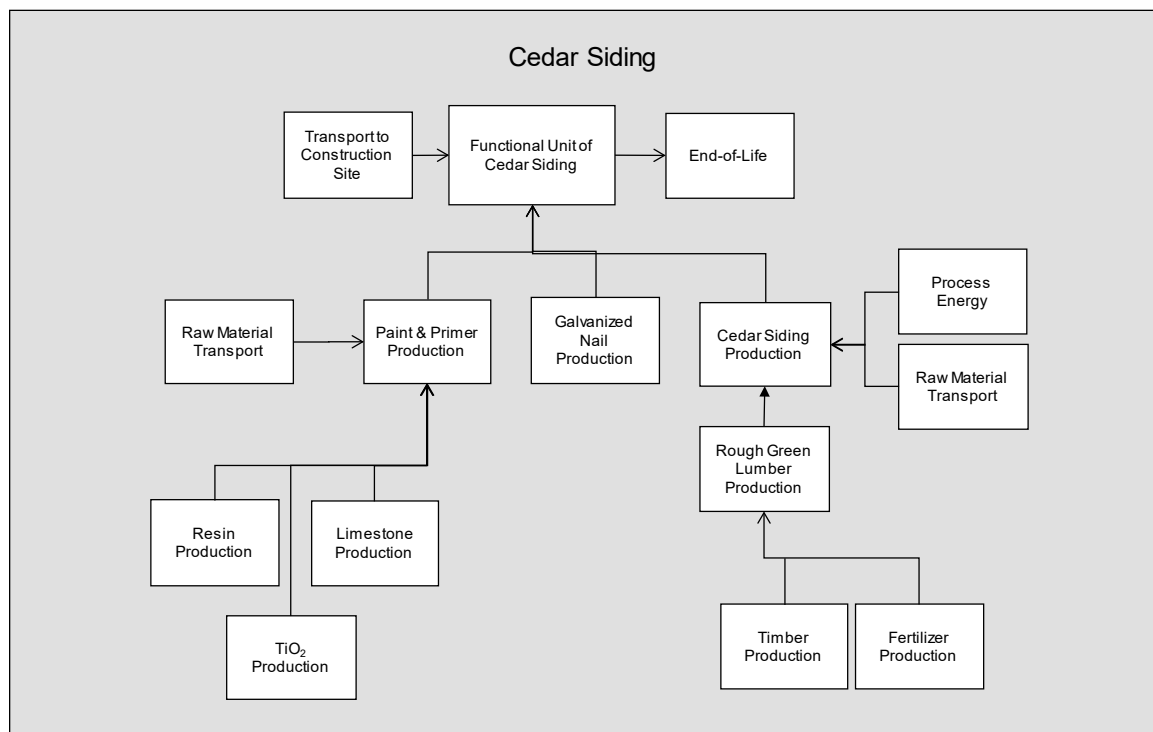 Cedar Siding
Transport to
Construction
Site
Functional Unit of
Cedar Siding
End-of-Life
Raw Material
Transport
Paint & Primer
Production
Galvanized
Nail
Production
Cedar Siding
Production
Process
Energy
Raw Material
Transport
Rough Green
Lumber
Production
Resin
Production
Limestone
Production
TiO₂
Production
Timber
Production
Fertilizer
Production